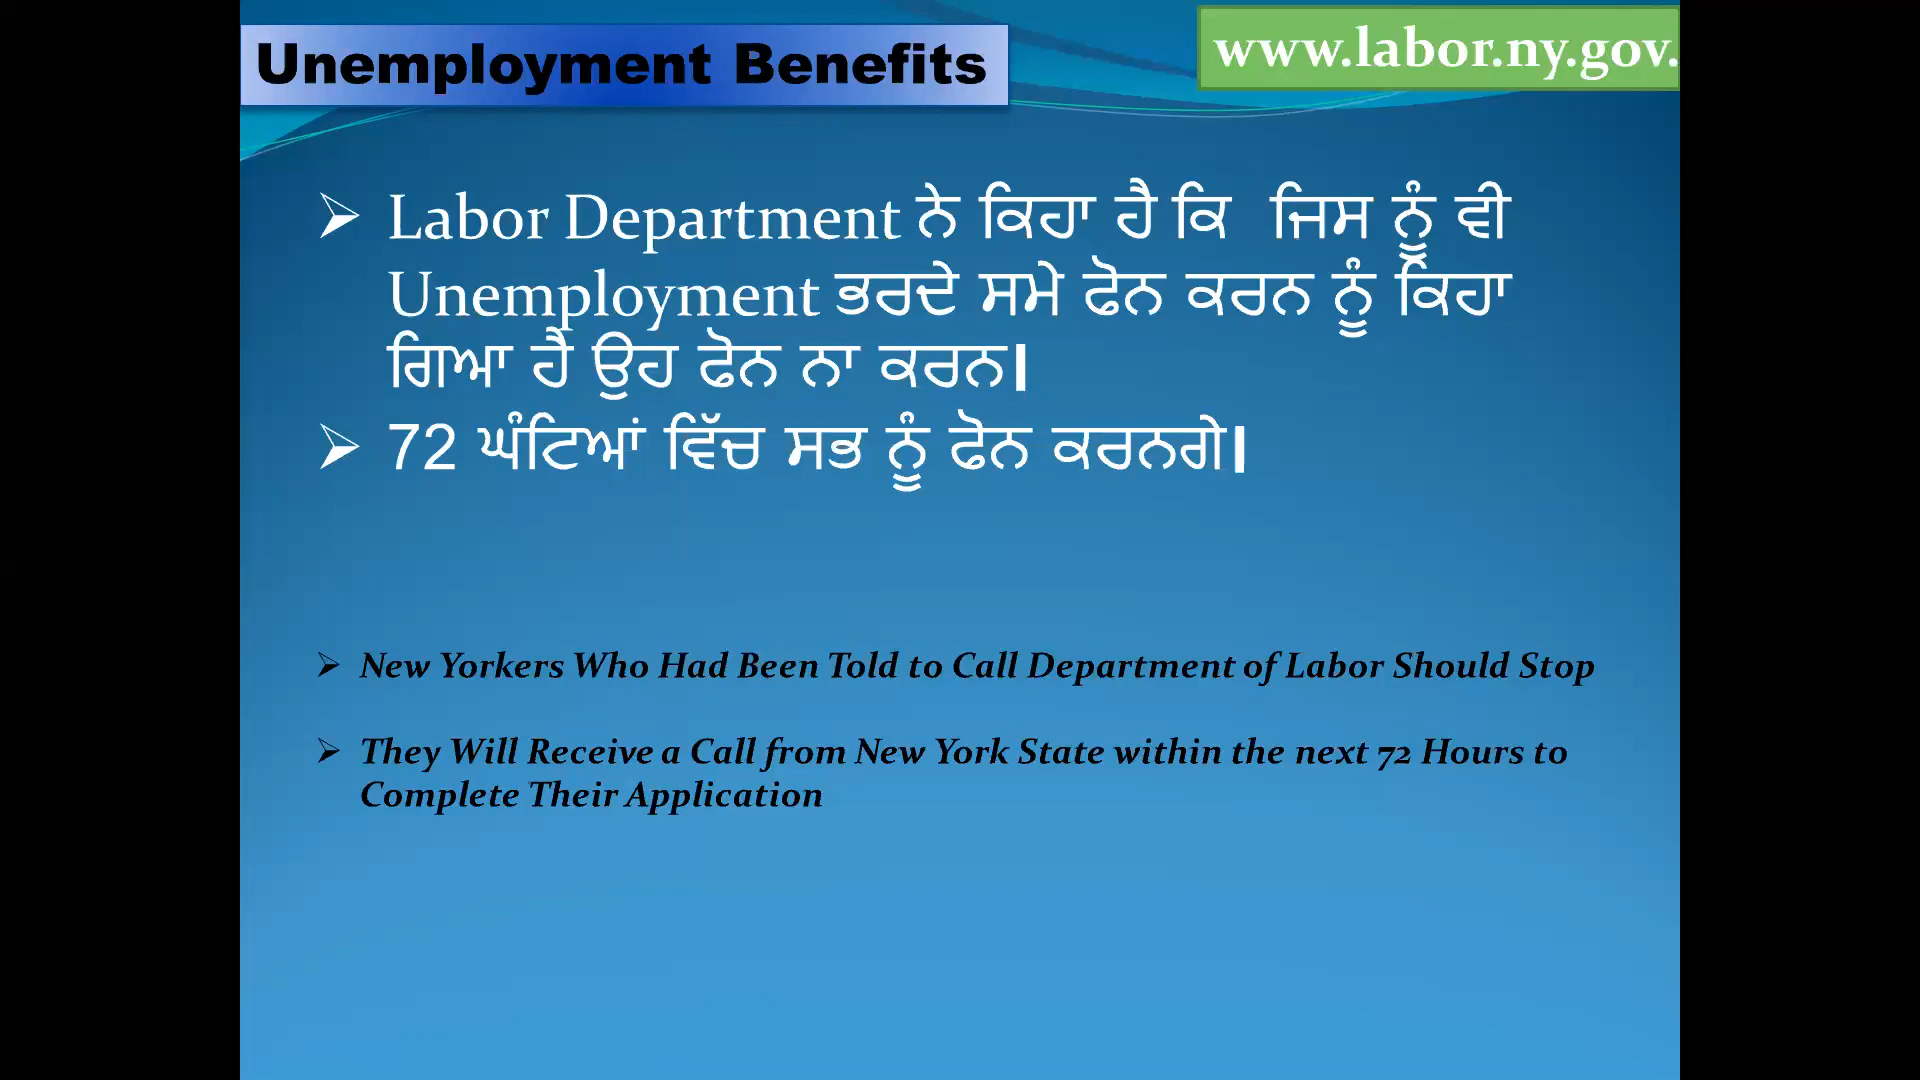 Unemployment Benefits
www.labor.ny.gov.
➢ Labor Department ਨੇ ਕਿਹਾ ਹੈ ਕਿ  ਜਿਸ ਨੂੰ ਵੀ
Unemployment ਭਰਦੇ ਸਮੇ ਫੋਨ ਕਰਨ ਨੂੰ ਕਿਹਾ
ਗਿਆ ਹੈ ਉਹ ਫੋਨ ਨਾ ਕਰਨ।
➢ 72 ਘੰਟਿਆਂ ਵਿੱਚ ਸਭ ਨੂੰ ਫੋਨ ਕਰਨਗੇ।
➢ New Yorkers Who Had Been Told to Call Department of Labor Should Stop
➢ They Will Receive a Call from New York State within the next 72 Hours to
Complete Their Application